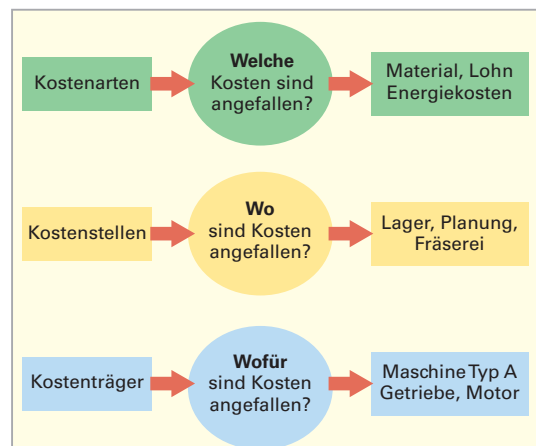 Kostenarten
Welche
Kosten sind
angefallen?
Material, Lohn
Energiekosten
Kostenstellen
Wo
sind Kosten
angefallen?
Lager, Planung,
Fräserei
Kostenträger
Wofür
sind Kosten
angefallen?
Maschine Typ A
Getriebe, Motor